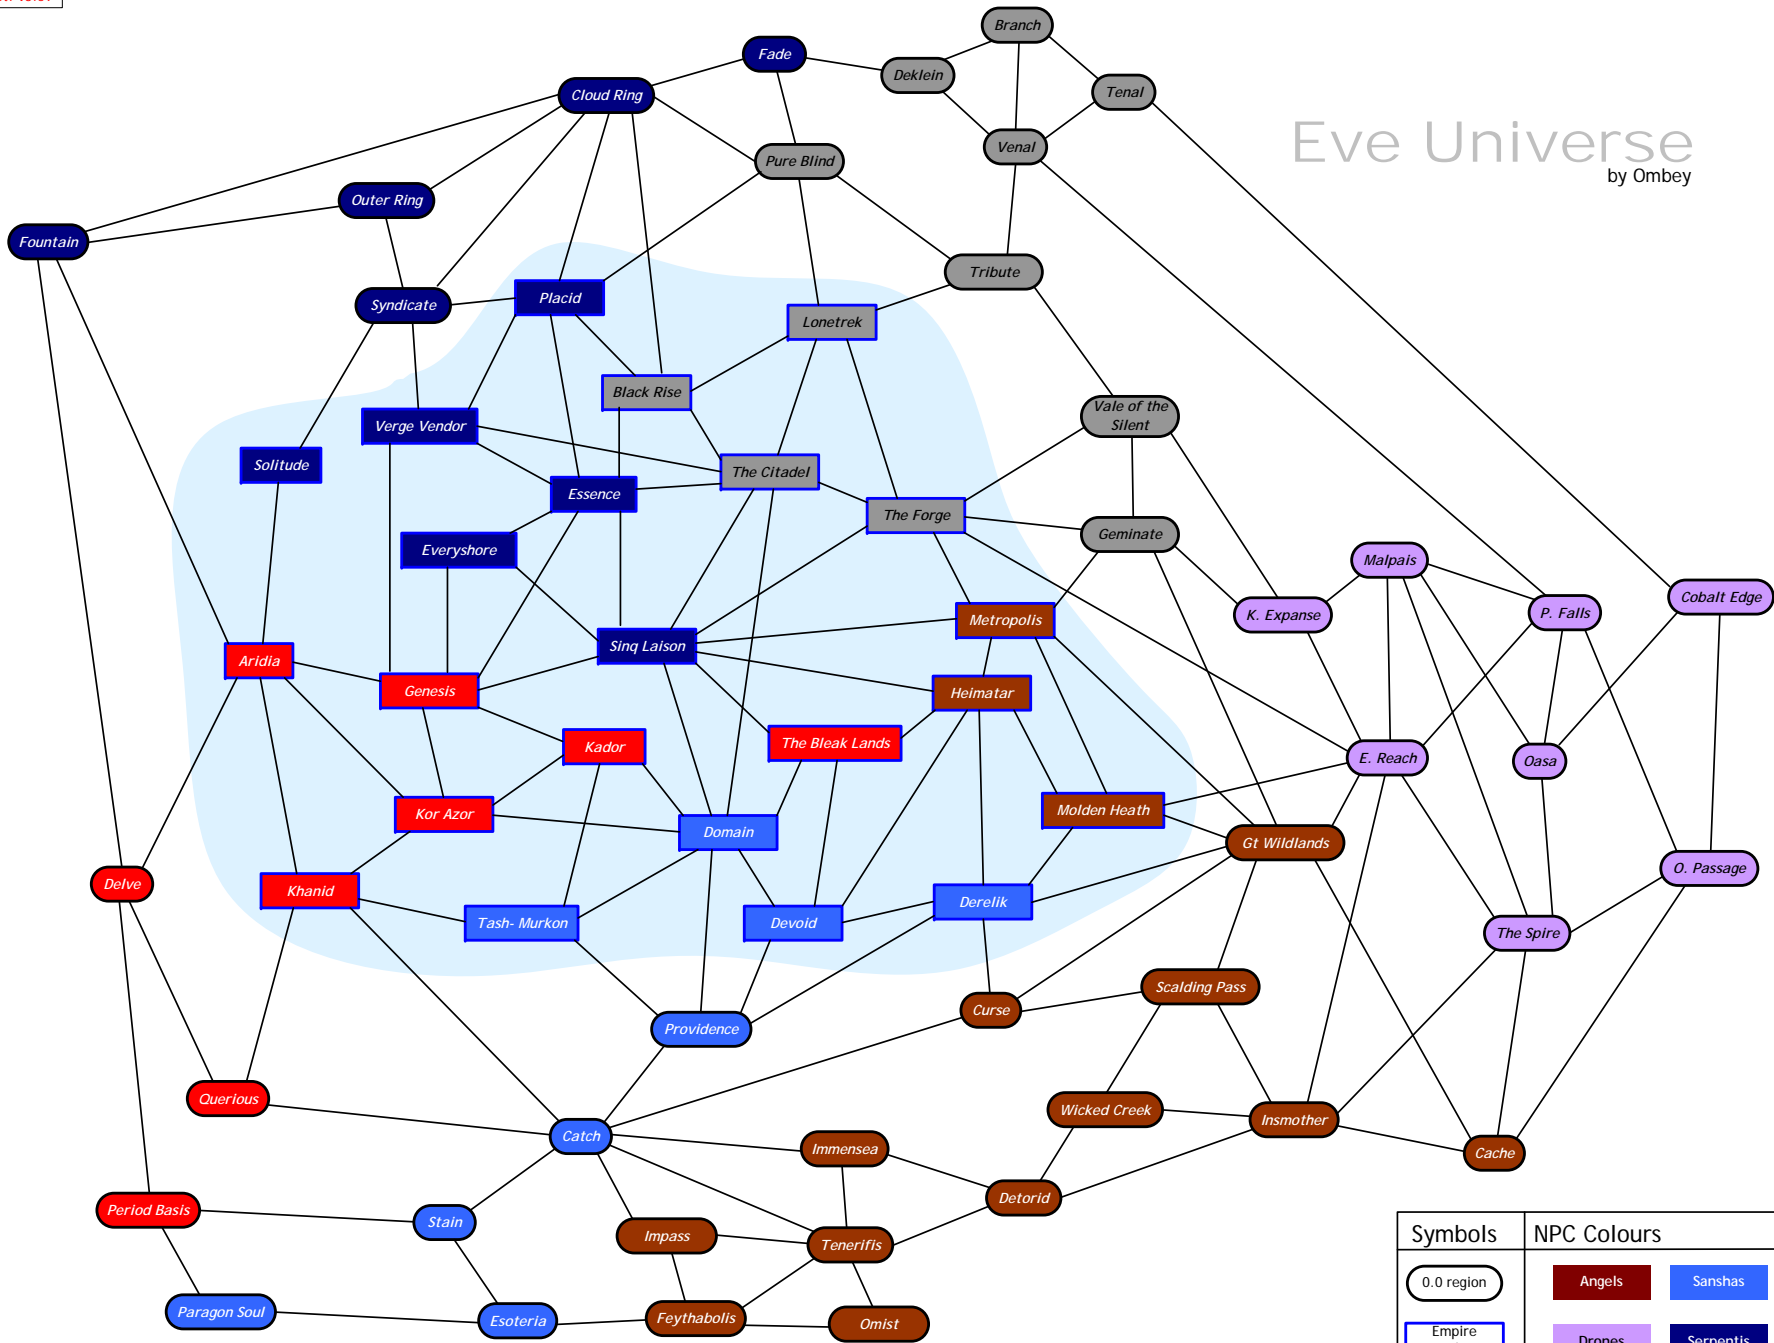 Branch
Fade
Deklein
Tenal
Cloud Ring
Eve Universe
by Ombey
Venal
Pure Blind
Outer Ring
Fountain
Tribute
Placid
Syndicate
Lonetrek
Black Rise
Vale of the
Silent
Verge Vendor
Solitude
The Citadel
Essence
The Forge
Geminate
Everyshore
Malpais
Cobalt Edge
P. Falls
K. Expanse
Metropolis
Sinq Laison
Aridia
Genesis
Heimatar
Kador
The Bleak Lands
E. Reach
Oasa
Kor Azor
Molden Heath
Domain
Gt Wildlands
O. Passage
Delve
Khanid
Derelik
Tash- Murkon
Devoid
The Spire
Scalding Pass
Curse
Providence
Querious
Wicked Creek
Insmother
Catch
Immensea
Cache
Detorid
Period Basis
Stain
Impass
Tenerifis
Symbols
NPC Colours
0.0 region
Angels
Sanshas
Paragon Soul
Esoteria
Feythabolis
Omist
Empire
Drones
Serpentis